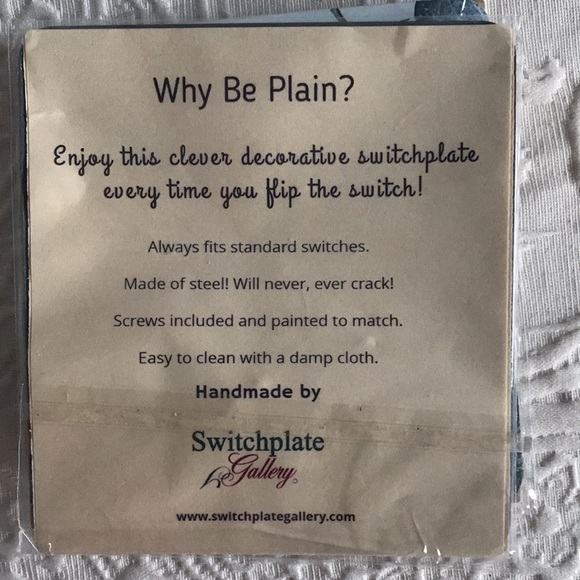 Why Be Plain?
Enjoy this clever decorative switchplate
every time you flip the switch!
Always fits standard switches.
Made of steel! Will never, ever crack!
Screws included and painted to match.
Easy to clean with a damp cloth.
Handmade by
Switchplate
Gallery
www.switchplategallery.com